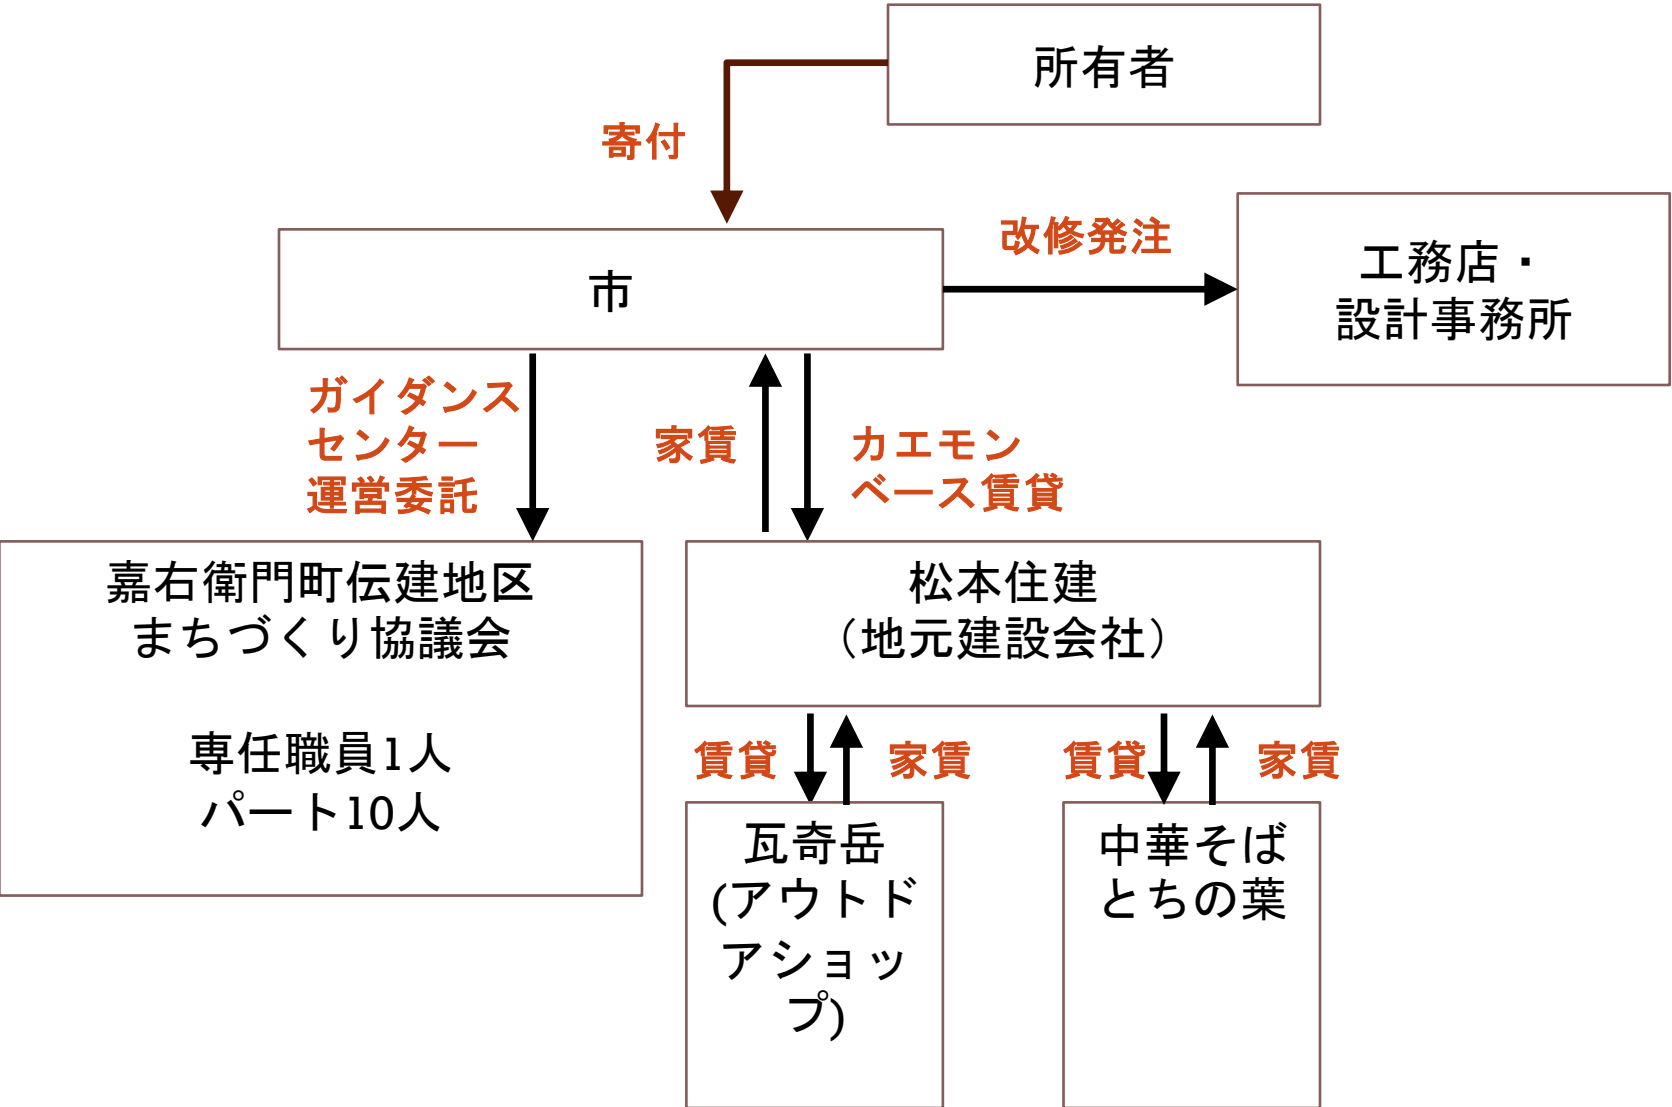 所有者
寄付
改修発注
市
工務店・
設計事務所
ガイダンス
センター
運営委託
家賃
カエモン
ベース賃貸
嘉右衛門町伝建地区
まちづくり協議会
専任職員1人
パート10人
松本住建
（地元建設会社）
賃貸
家賃
賃貸
家賃
瓦奇岳
(アウトド
アショッ
プ)
中華そば
とちの葉